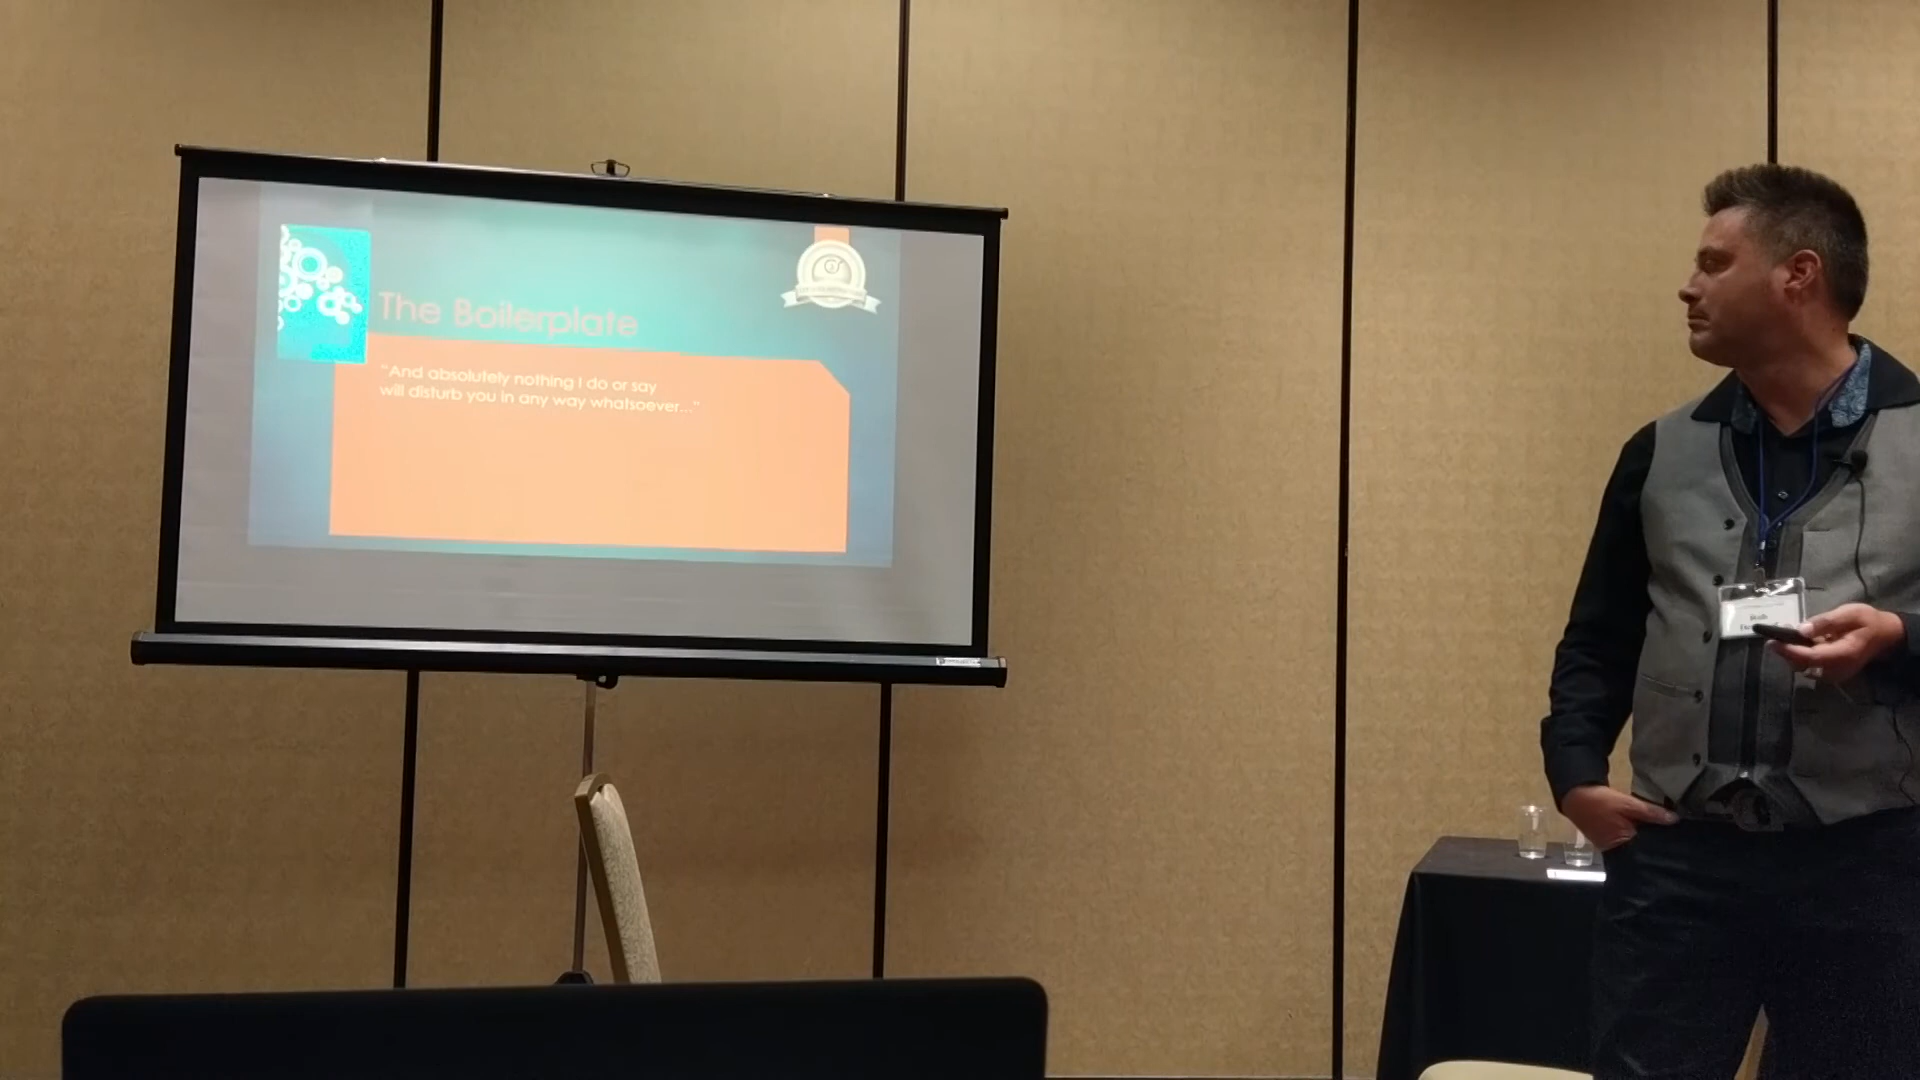 The Boilerplate
“And absolutely nothing I do or say
will disturb you in any way whatsoever...”